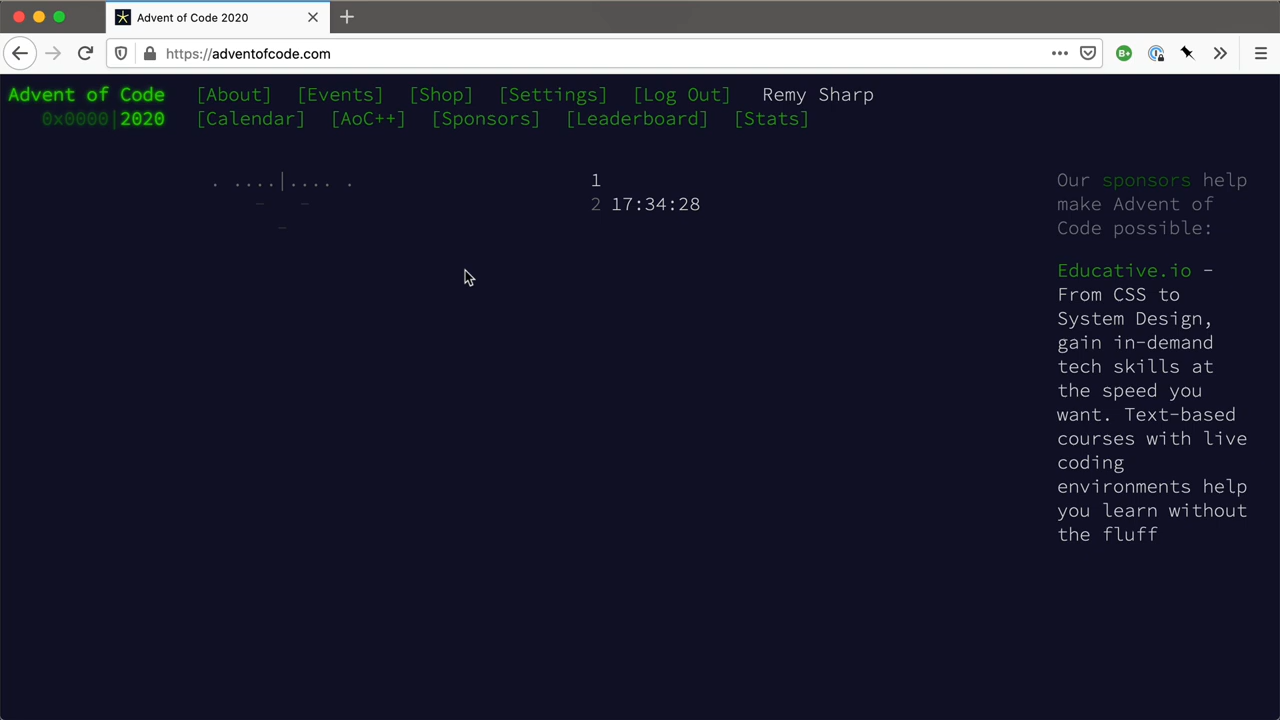 Advent of Code 2020
https://adventofcode.com
Advent of Code [About] [Events] [Shop] [Settings] [Log Out] Remy Sharp
0x0000|2020 [Calendar] [AoC++] [Sponsors] [Leaderboard] [Stats]
. ....|.... . 1
2 17:34:28
Our sponsors help
make Advent of
Code possible:
Educative.io -
From CSS to
System Design,
gain in-demand
tech skills at
the speed you
want. Text-based
courses with live
coding
environments help
you learn without
the fluff